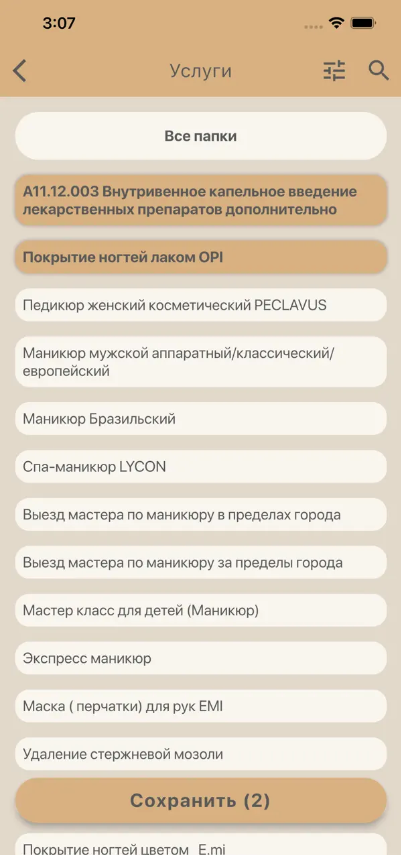 3:07
Услуги
Все папки
A11.12.003 Внутривенное капельное введение
лекарственных препаратов дополнительно
Покрытие ногтей лаком OPI
Педикюр женский косметический PECLAVUS
Маникюр мужской аппаратный/классический/
европейский
Маникюр Бразильский
Спа-маникюр LYCON
Выезд мастера по маникюру в пределах города
Выезд мастера по маникюру за пределы города
Мастер класс для детей (Маникюр)
Экспресс маникюр
Маска ( перчатки) для рук EMI
Удаление стержневой мозоли
Сохранить (2)
Покрытие ногтей цветом E.mi